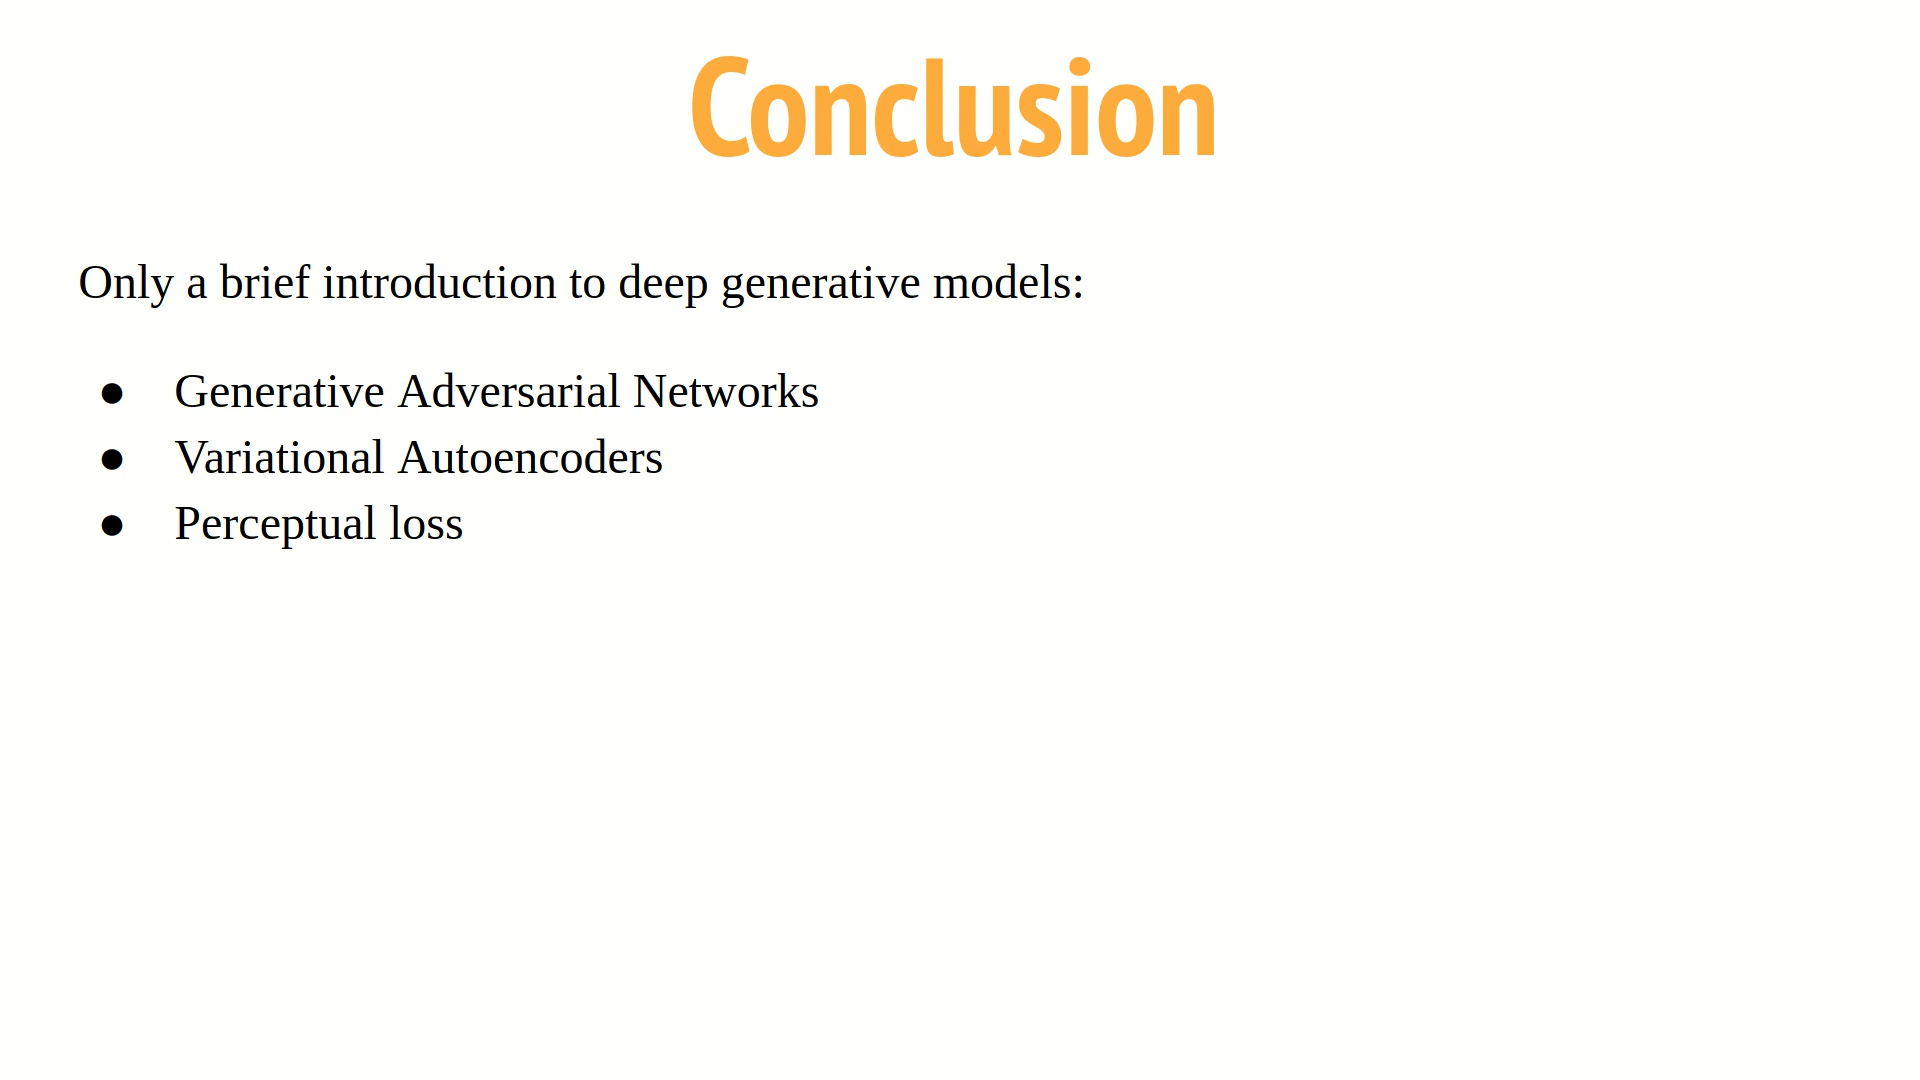 Conclusion
Only a brief introduction to deep generative models:
● Generative Adversarial Networks
● Variational Autoencoders
● Perceptual loss